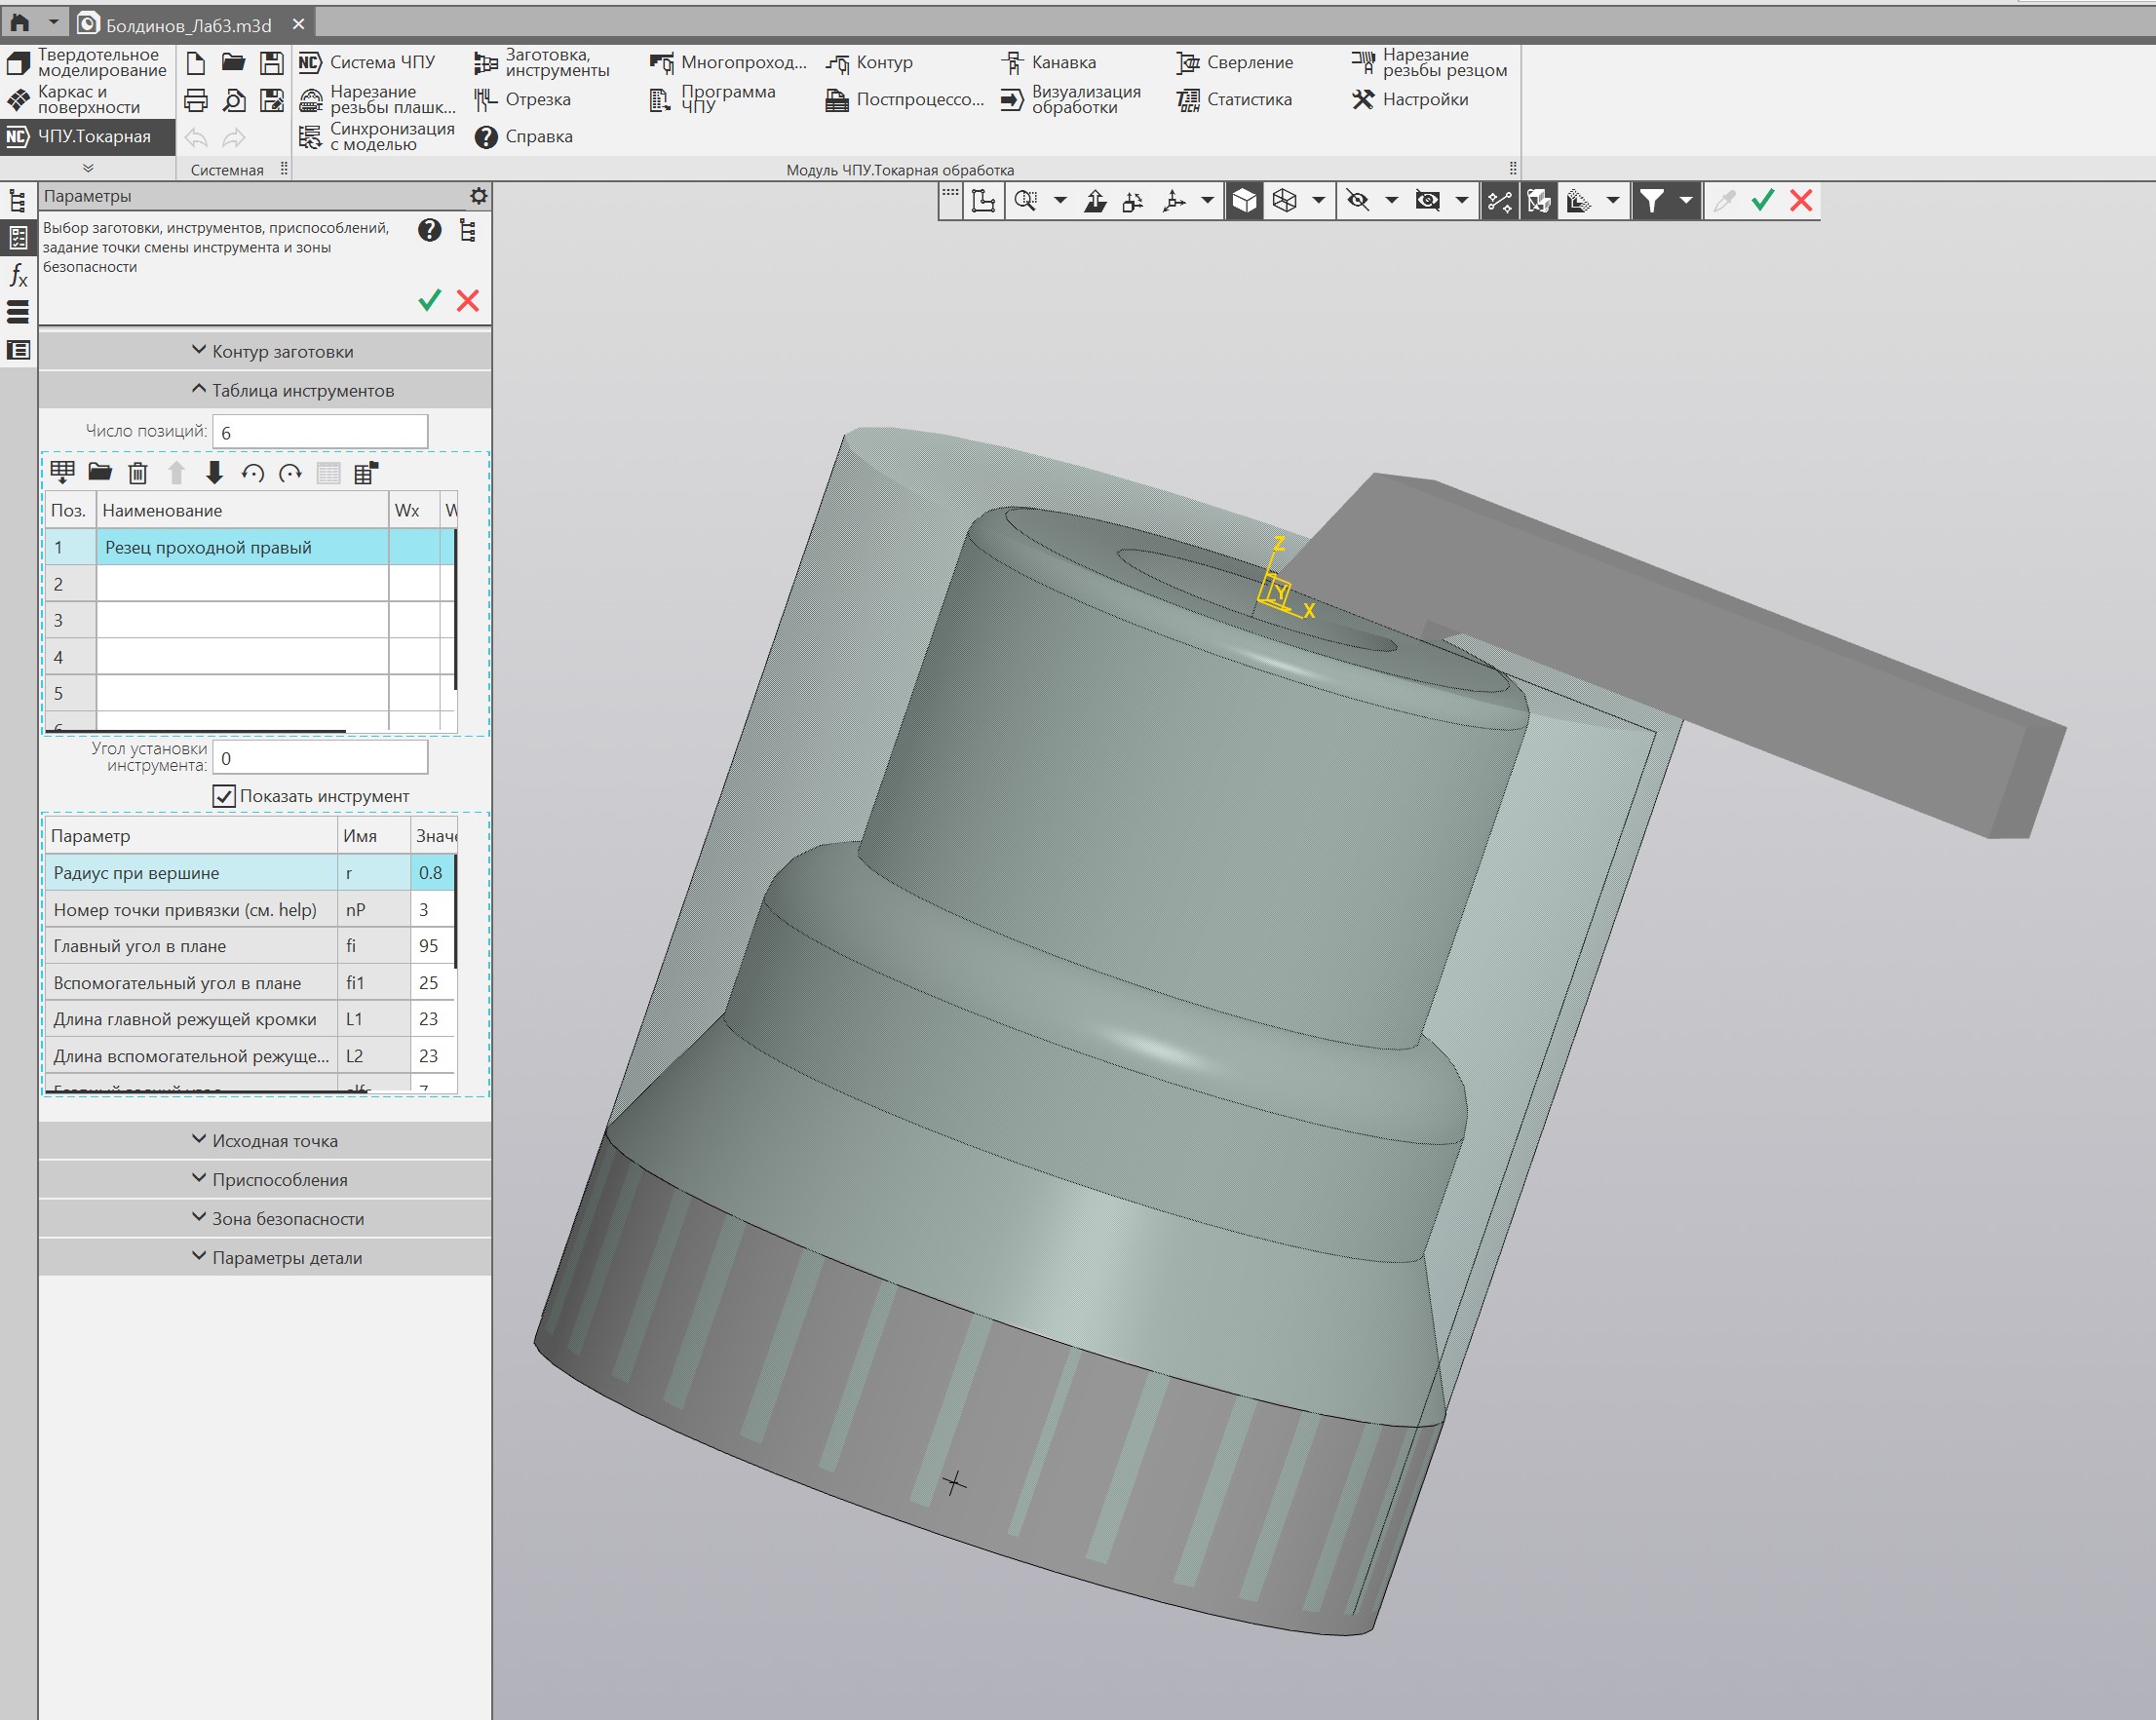 Болдинов_Лаб3.m3d
Твердотельное
моделирование
Каркас и
поверхности
ЧПУ.Токарная
Системная
Система ЧПУ
Нарезание
резьбы плашк...
Синхронизация
с моделью
Заготовка,
инструменты
Отрезка
Справка
Многопроход...
Программа
ЧПУ
Контур
Постпроцессо...
Канавка
Визуализация
обработки
Сверление
Статистика
Нарезание
резьбы резцом
Настройки
Модуль ЧПУ.Токарная обработка
Параметры
Выбор заготовки, инструментов, приспособлений,
задание точки смены инструмента и зоны
безопасности
Контур заготовки
Таблица инструментов
Число позиций: 6
Поз. Наименование Wx W
1 Резец проходной правый
2
3
4
5
6
Угол установки
инструмента: 0
Показать инструмент
Параметр Имя Значе
Радиус при вершине r 0.8
Номер точки привязки (см. help) nP 3
Главный угол в плане fi 95
Вспомогательный угол в плане fi1 25
Длина главной режущей кромки L1 23
Длина вспомогательной режуще... L2 23
Исходная точка
Приспособления
Зона безопасности
Параметры детали
Z
Y
X